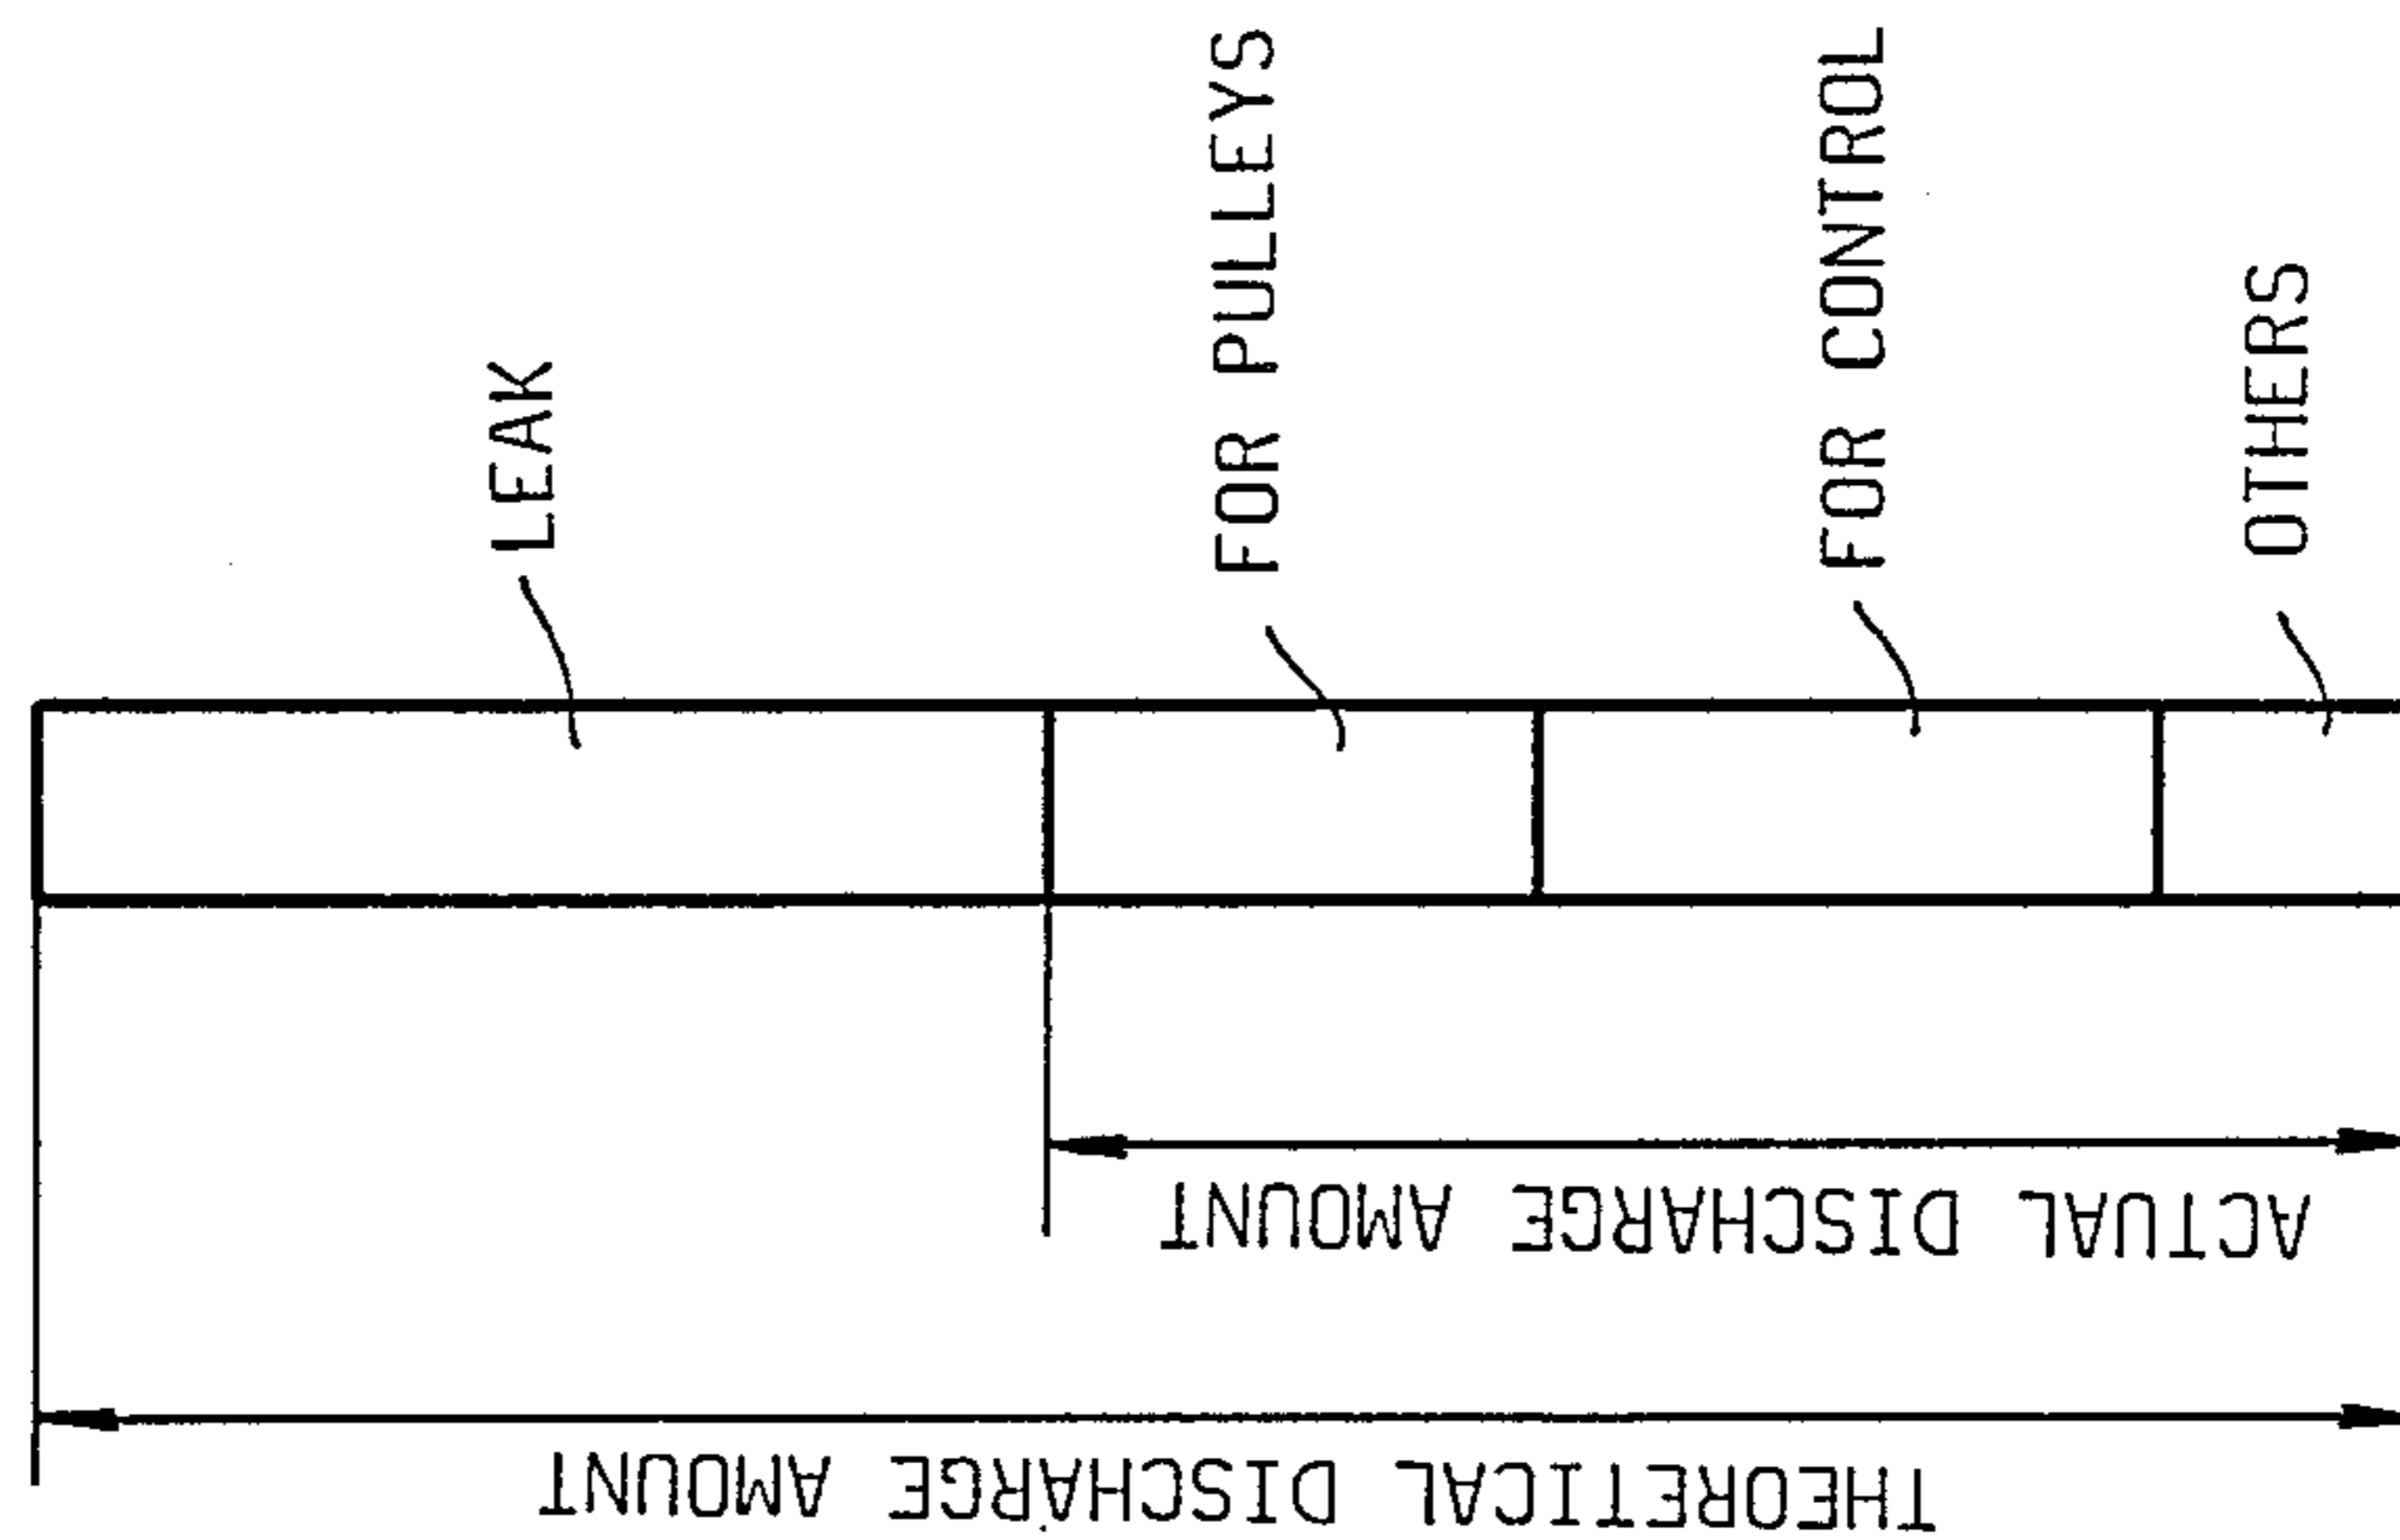 LEAK
FOR PULLEYS
FOR CONTROL
OTHERS
ACTUAL DISCHARGE AMOUNT
THEORETICAL DISCHARGE AMOUNT